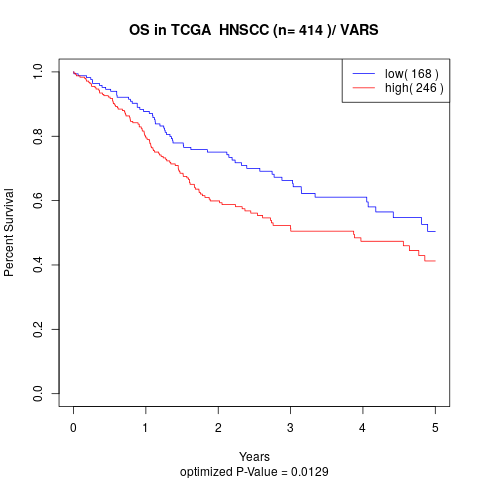 OS in TCGA  HNSCC (n= 414 )/ VARS
low( 168 )
high( 246 )
Percent Survival
1.0
0.8
0.6
0.4
0.2
0.0
0 1 2 3 4 5
Years
optimized P-Value = 0.0129